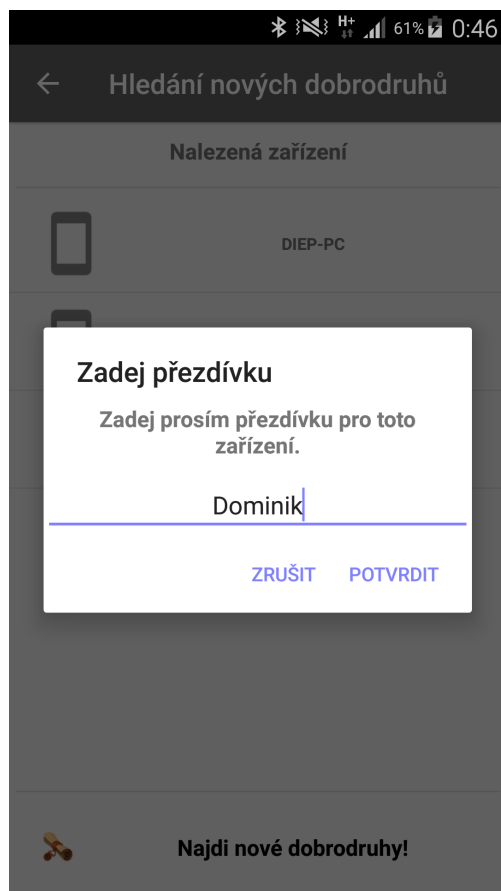 H+ 61% 0:46
Hledání nových dobrodruhů
Nalezená zařízení
DIEP-PC
Zadej přezdívku
Zadej prosím přezdívku pro toto
zařízení.
Dominik
ZRUŠIT POTVRDIT
Najdi nové dobrodruhy!